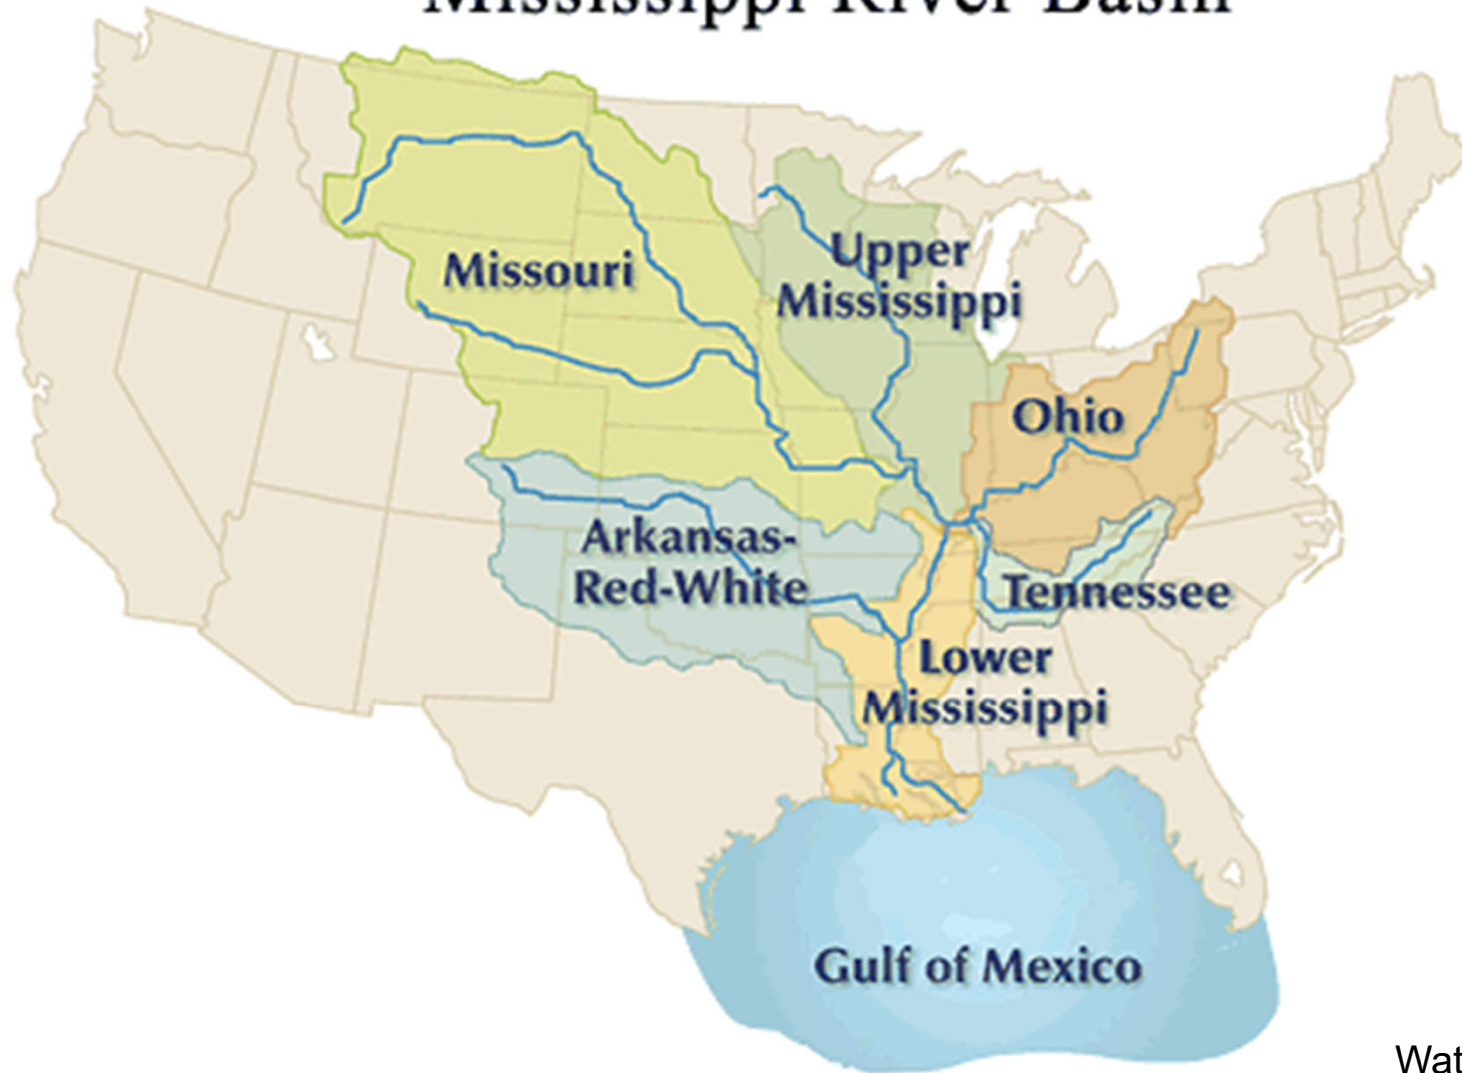 Mississippi River Basin
Missouri
Upper
Mississippi
Ohio
Arkansas-
Red-White
Tennessee
Lower
Mississippi
Gulf of Mexico
Wat